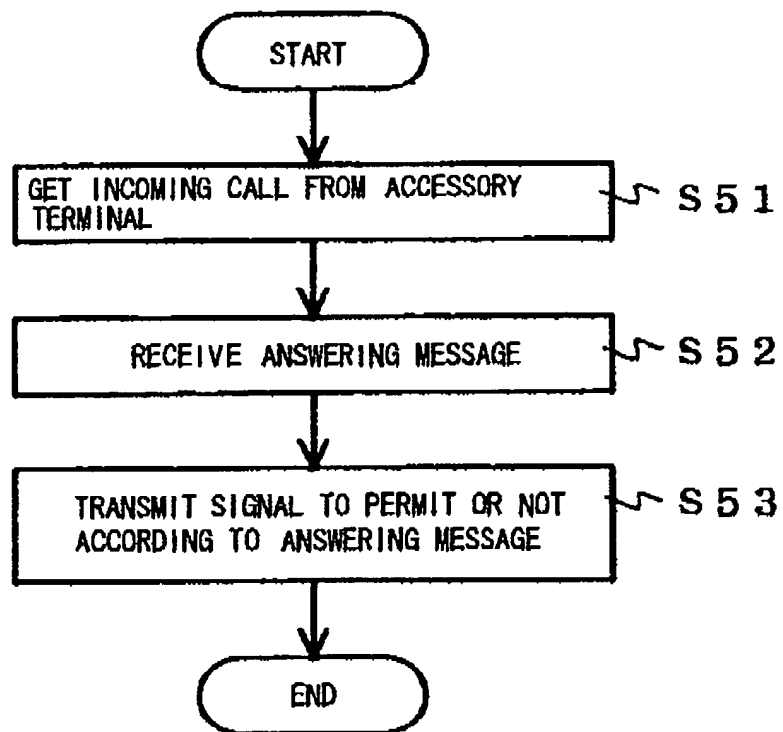 START
GET INCOMING CALL FROM ACCESSORY
TERMINAL
S51
RECEIVE ANSWERING MESSAGE
S52
TRANSMIT SIGNAL TO PERMIT OR NOT
ACCORDING TO ANSWERING MESSAGE
S53
END